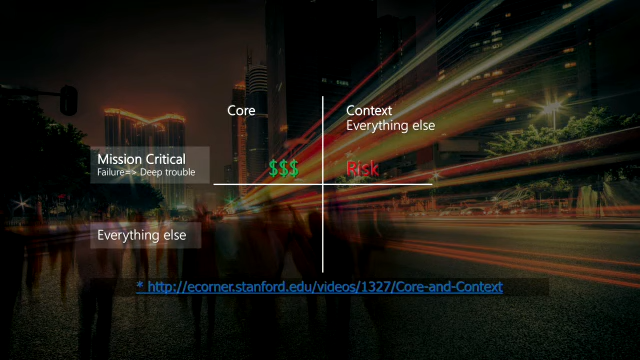 Core
Context
Everything else
Mission Critical
Failure=> Deep trouble
$$$
Risk
Everything else
* http://ecorner.stanford.edu/videos/1327/Core-and-Context